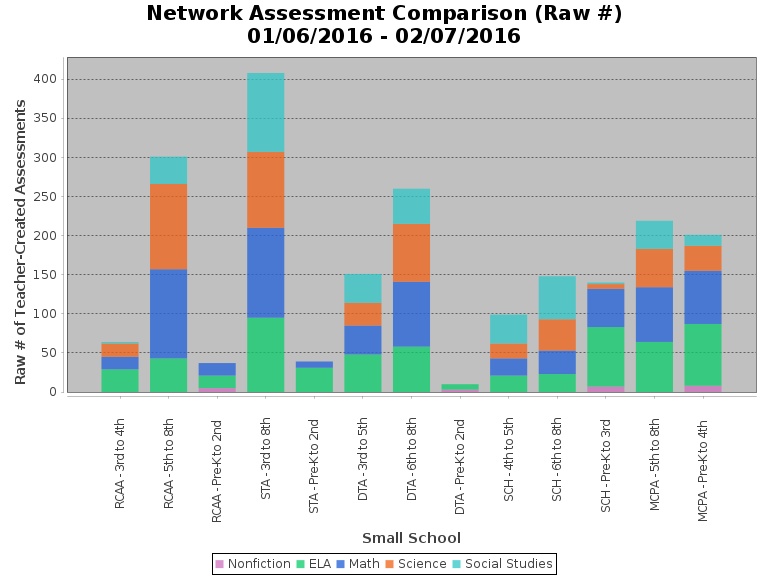 Network Assessment Comparison (Raw #)
01/06/2016 - 02/07/2016
Raw # of Teacher-Created Assessments
400
350
300
250
200
150
100
50
0
RCAA - 3rd to 4th
RCAA - 5th to 8th
RCAA - Pre-K to 2nd
STA - 3rd to 8th
STA - Pre-K to 2nd
DTA - 3rd to 5th
DTA - 6th to 8th
DTA - Pre-K to 2nd
SCH - 4th to 5th
SCH - 6th to 8th
SCH - Pre-K to 3rd
MCPA - 5th to 8th
MCPA - Pre-K to 4th
Small School
Nonfiction ELA Math Science Social Studies